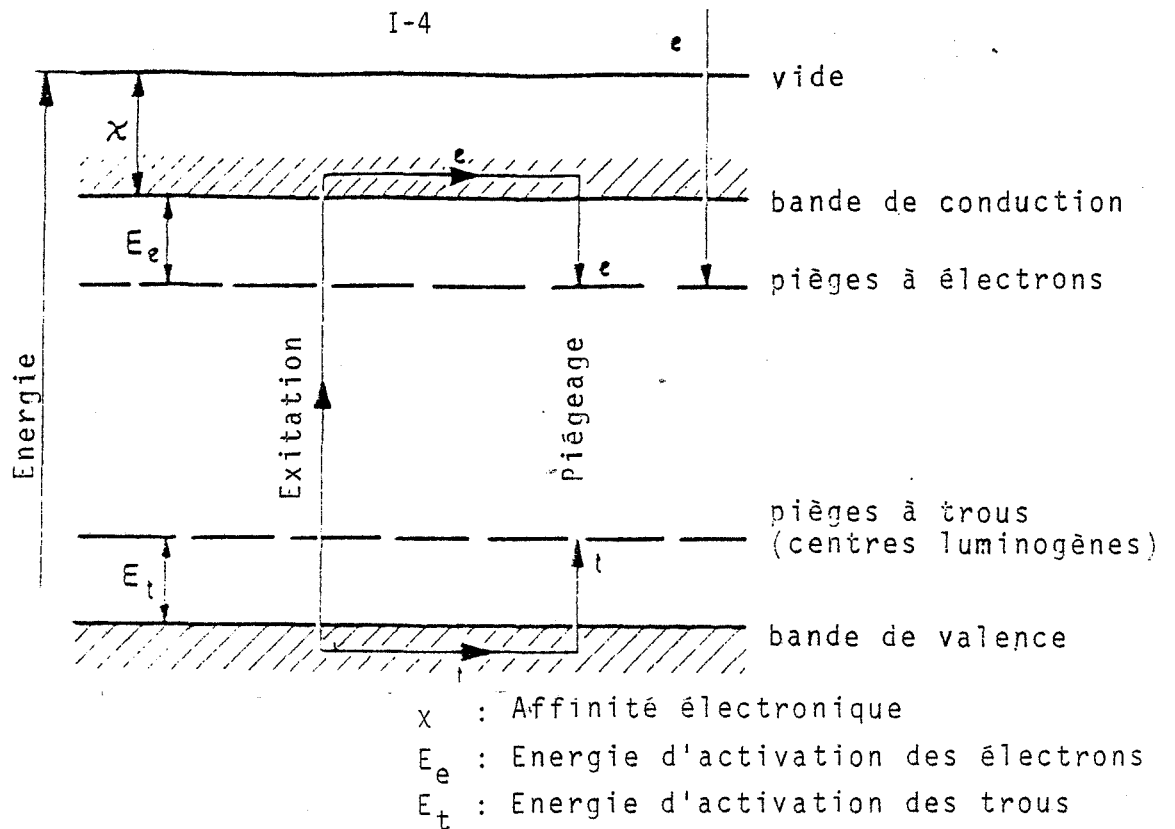 I-4
e
vide
χ
e
bande de conduction
E_e
e
pièges à électrons
Energie
Exitation
Piégeage
pièges à trous
(centres luminogènes)
E_t
t
bande de valence
t
χ : Affinité électronique
E_e : Energie d'activation des électrons
E_t : Energie d'activation des trous